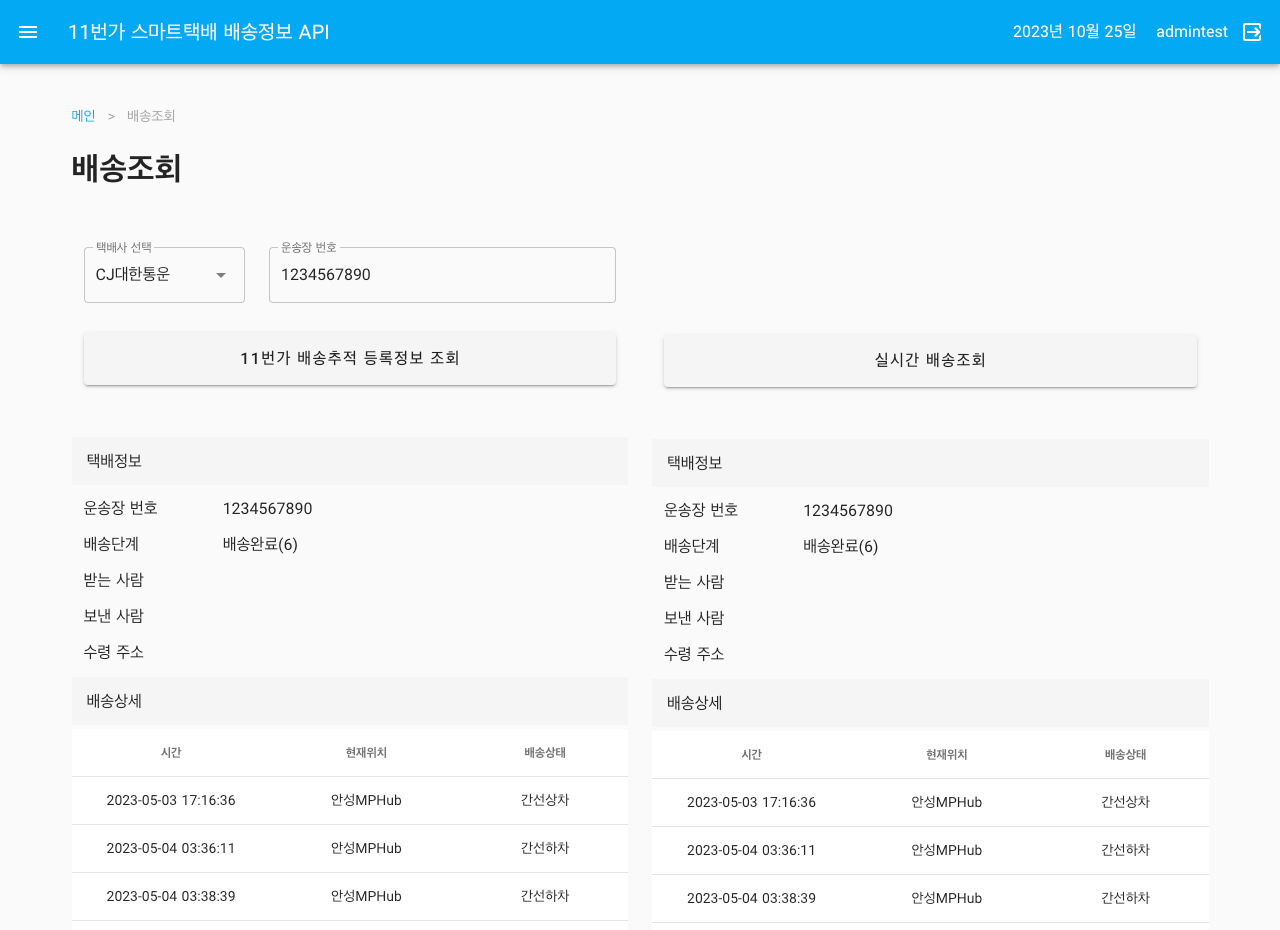 11번가 스마트택배 배송정보 API
2023년 10월 25일 admintest
메인 > 배송조회
배송조회
택배사 선택
CJ대한통운
운송장 번호
1234567890
11번가 배송추적 등록정보 조회
택배정보
운송장 번호 1234567890
배송단계 배송완료(6)
받는 사람
보낸 사람
수령 주소
배송상세
시간 현재위치 배송상태
2023-05-03 17:16:36 안성MPHub 간선상차
2023-05-04 03:36:11 안성MPHub 간선하차
2023-05-04 03:38:39 안성MPHub 간선하차
실시간 배송조회
택배정보
운송장 번호 1234567890
배송단계 배송완료(6)
받는 사람
보낸 사람
수령 주소
배송상세
시간 현재위치 배송상태
2023-05-03 17:16:36 안성MPHub 간선상차
2023-05-04 03:36:11 안성MPHub 간선하차
2023-05-04 03:38:39 안성MPHub 간선하차